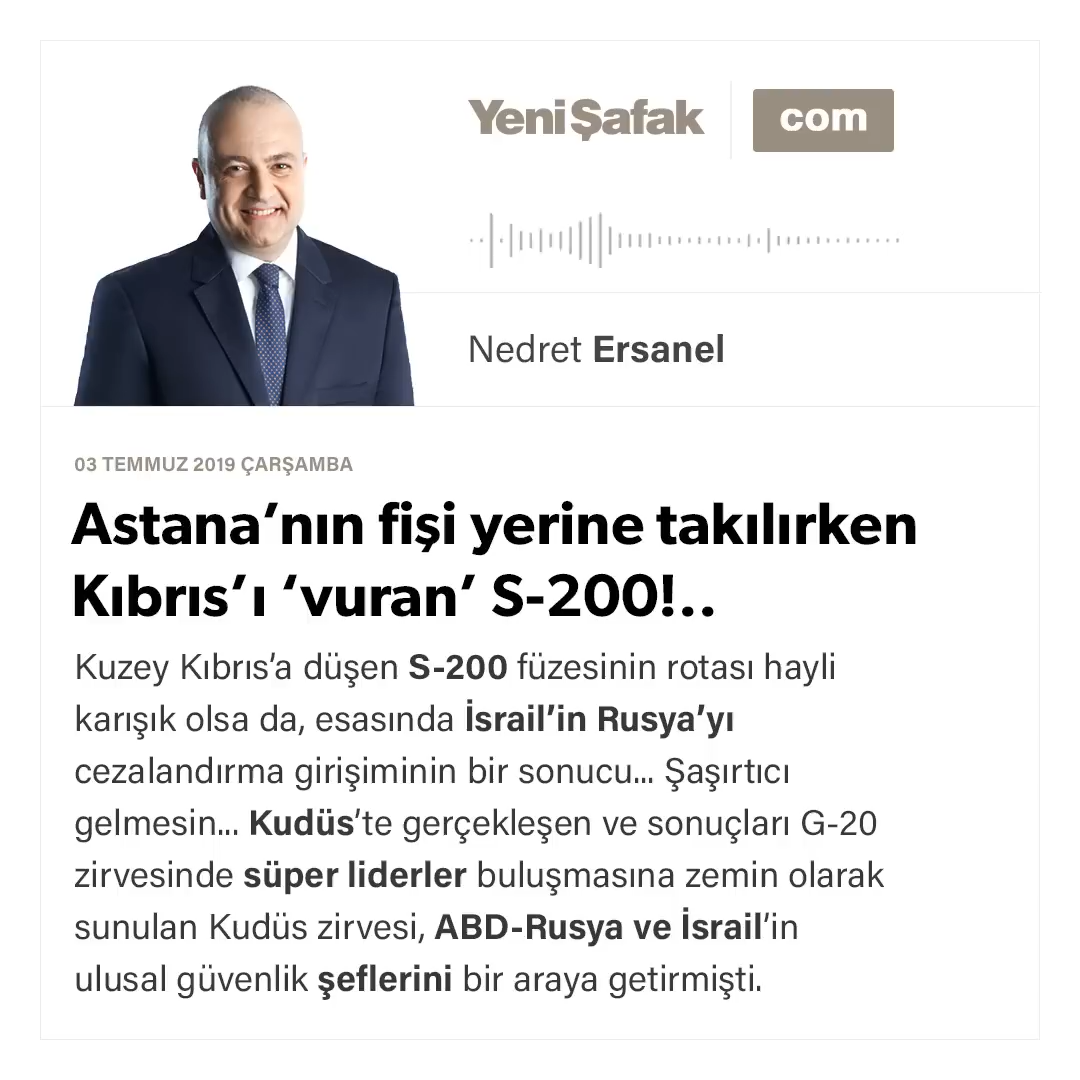 YeniŞafak
com
Nedret Ersanel
03 TEMMUZ 2019 ÇARŞAMBA
Astana’nın fişi yerine takılırken
Kıbrıs’ı ‘vuran’ S-200!..
Kuzey Kıbrıs’a düşen S-200 füzesinin rotası hayli
karışık olsa da, esasında İsrail’in Rusya’yı
cezalandırma girişiminin bir sonucu... Şaşırtıcı
gelmesin... Kudüs’te gerçekleşen ve sonuçları G-20
zirvesinde süper liderler buluşmasına zemin olarak
sunulan Kudüs zirvesi, ABD-Rusya ve İsrail’in
ulusal güvenlik şeflerini bir araya getirmişti.